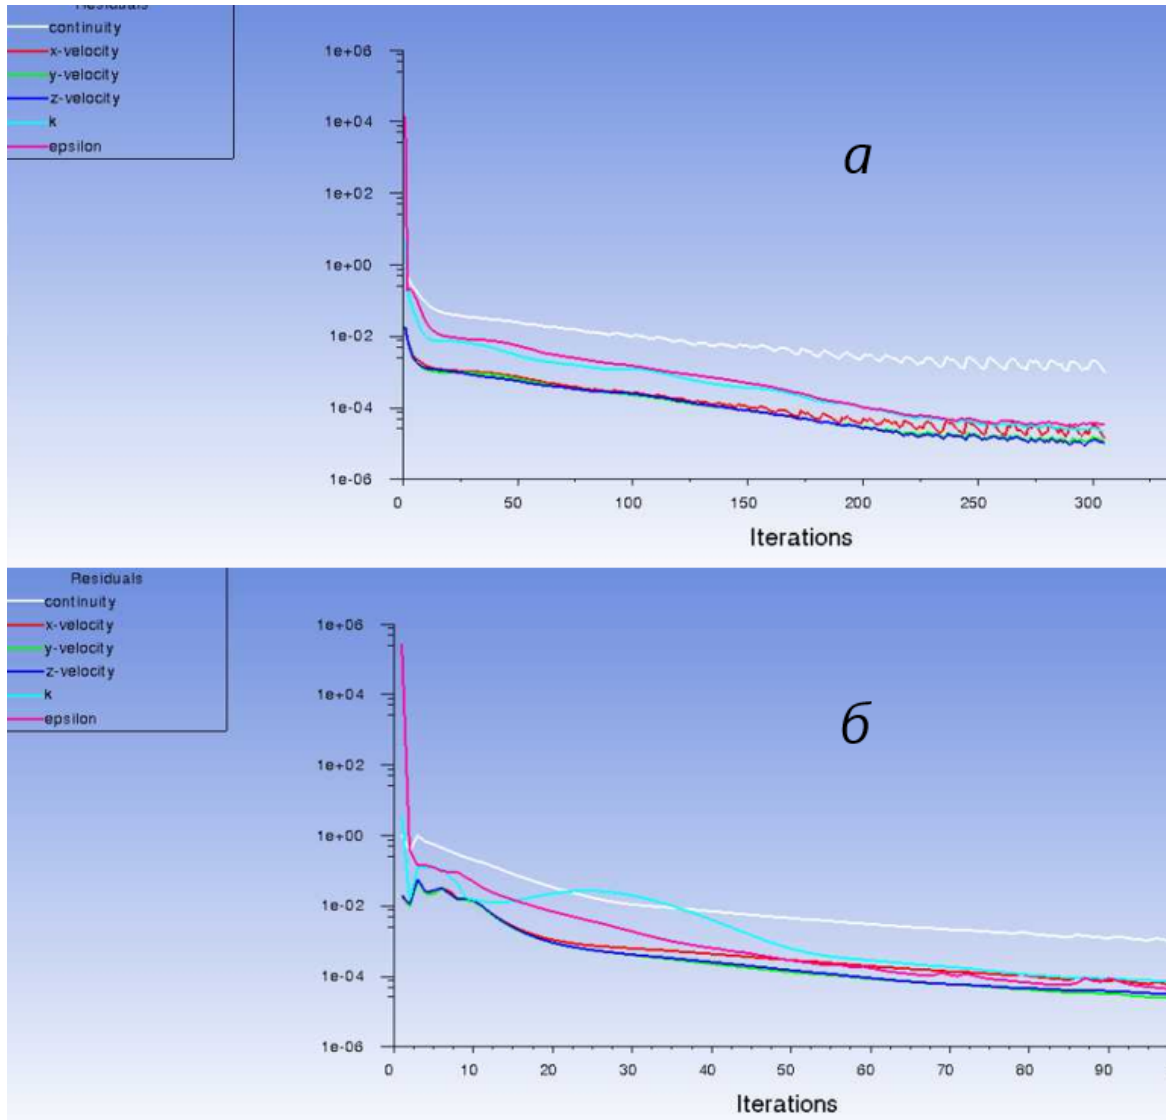 Residuals
continuity
x-velocity
y-velocity
z-velocity
k
epsilon
1e+06
1e+04
1e+02
1e+00
1e-02
1e-04
1e-06
0 50 100 150 200 250 300
Iterations
а
Residuals
continuity
x-velocity
y-velocity
z-velocity
k
epsilon
1e+06
1e+04
1e+02
1e+00
1e-02
1e-04
1e-06
0 10 20 30 40 50 60 70 80 90
Iterations
б